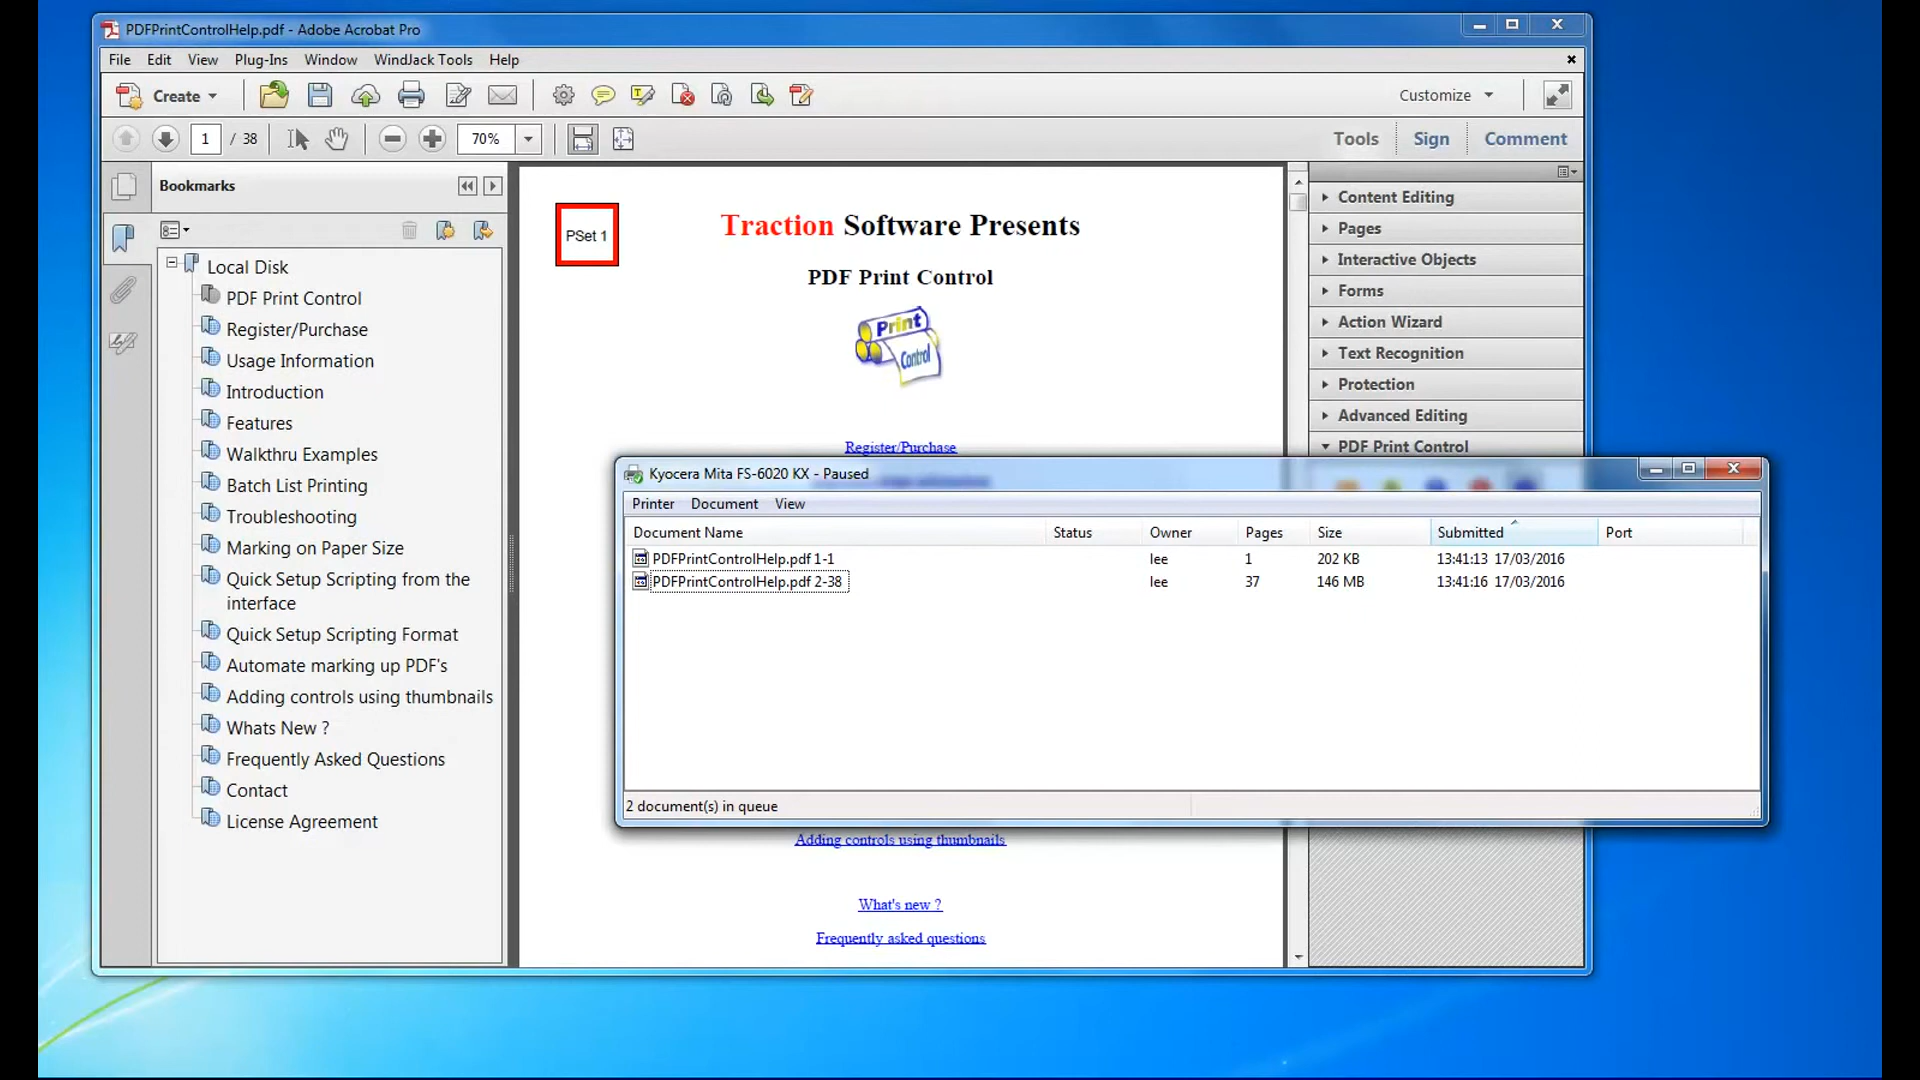 PDFPrintControlHelp.pdf - Adobe Acrobat Pro
File Edit View Plug-Ins Window WindJack Tools Help
Create
Customize
1 / 38
70%
Tools Sign Comment
Bookmarks
Local Disk
PDF Print Control
Register/Purchase
Usage Information
Introduction
Features
Walkthru Examples
Batch List Printing
Troubleshooting
Marking on Paper Size
Quick Setup Scripting from the
interface
Quick Setup Scripting Format
Automate marking up PDF's
Adding controls using thumbnails
Whats New ?
Frequently Asked Questions
Contact
License Agreement
PSet 1
Traction Software Presents
PDF Print Control
Print
Control
Register/Purchase
Content Editing
Pages
Interactive Objects
Forms
Action Wizard
Text Recognition
Protection
Advanced Editing
PDF Print Control
Kyocera Mita FS-6020 KX - Paused
Printer Document View
Document Name Status Owner Pages Size Submitted Port
PDFPrintControlHelp.pdf 1-1 lee 1 202 KB 13:41:13 17/03/2016
PDFPrintControlHelp.pdf 2-38 lee 37 146 MB 13:41:16 17/03/2016
2 document(s) in queue
Adding controls using thumbnails
What's new ?
Frequently asked questions